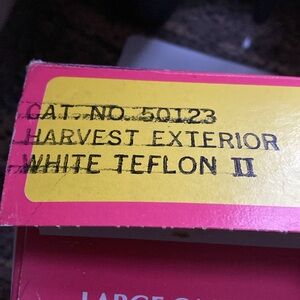 CAT. NO. 50123
HARVEST EXTERIOR
WHITE TEFLON II